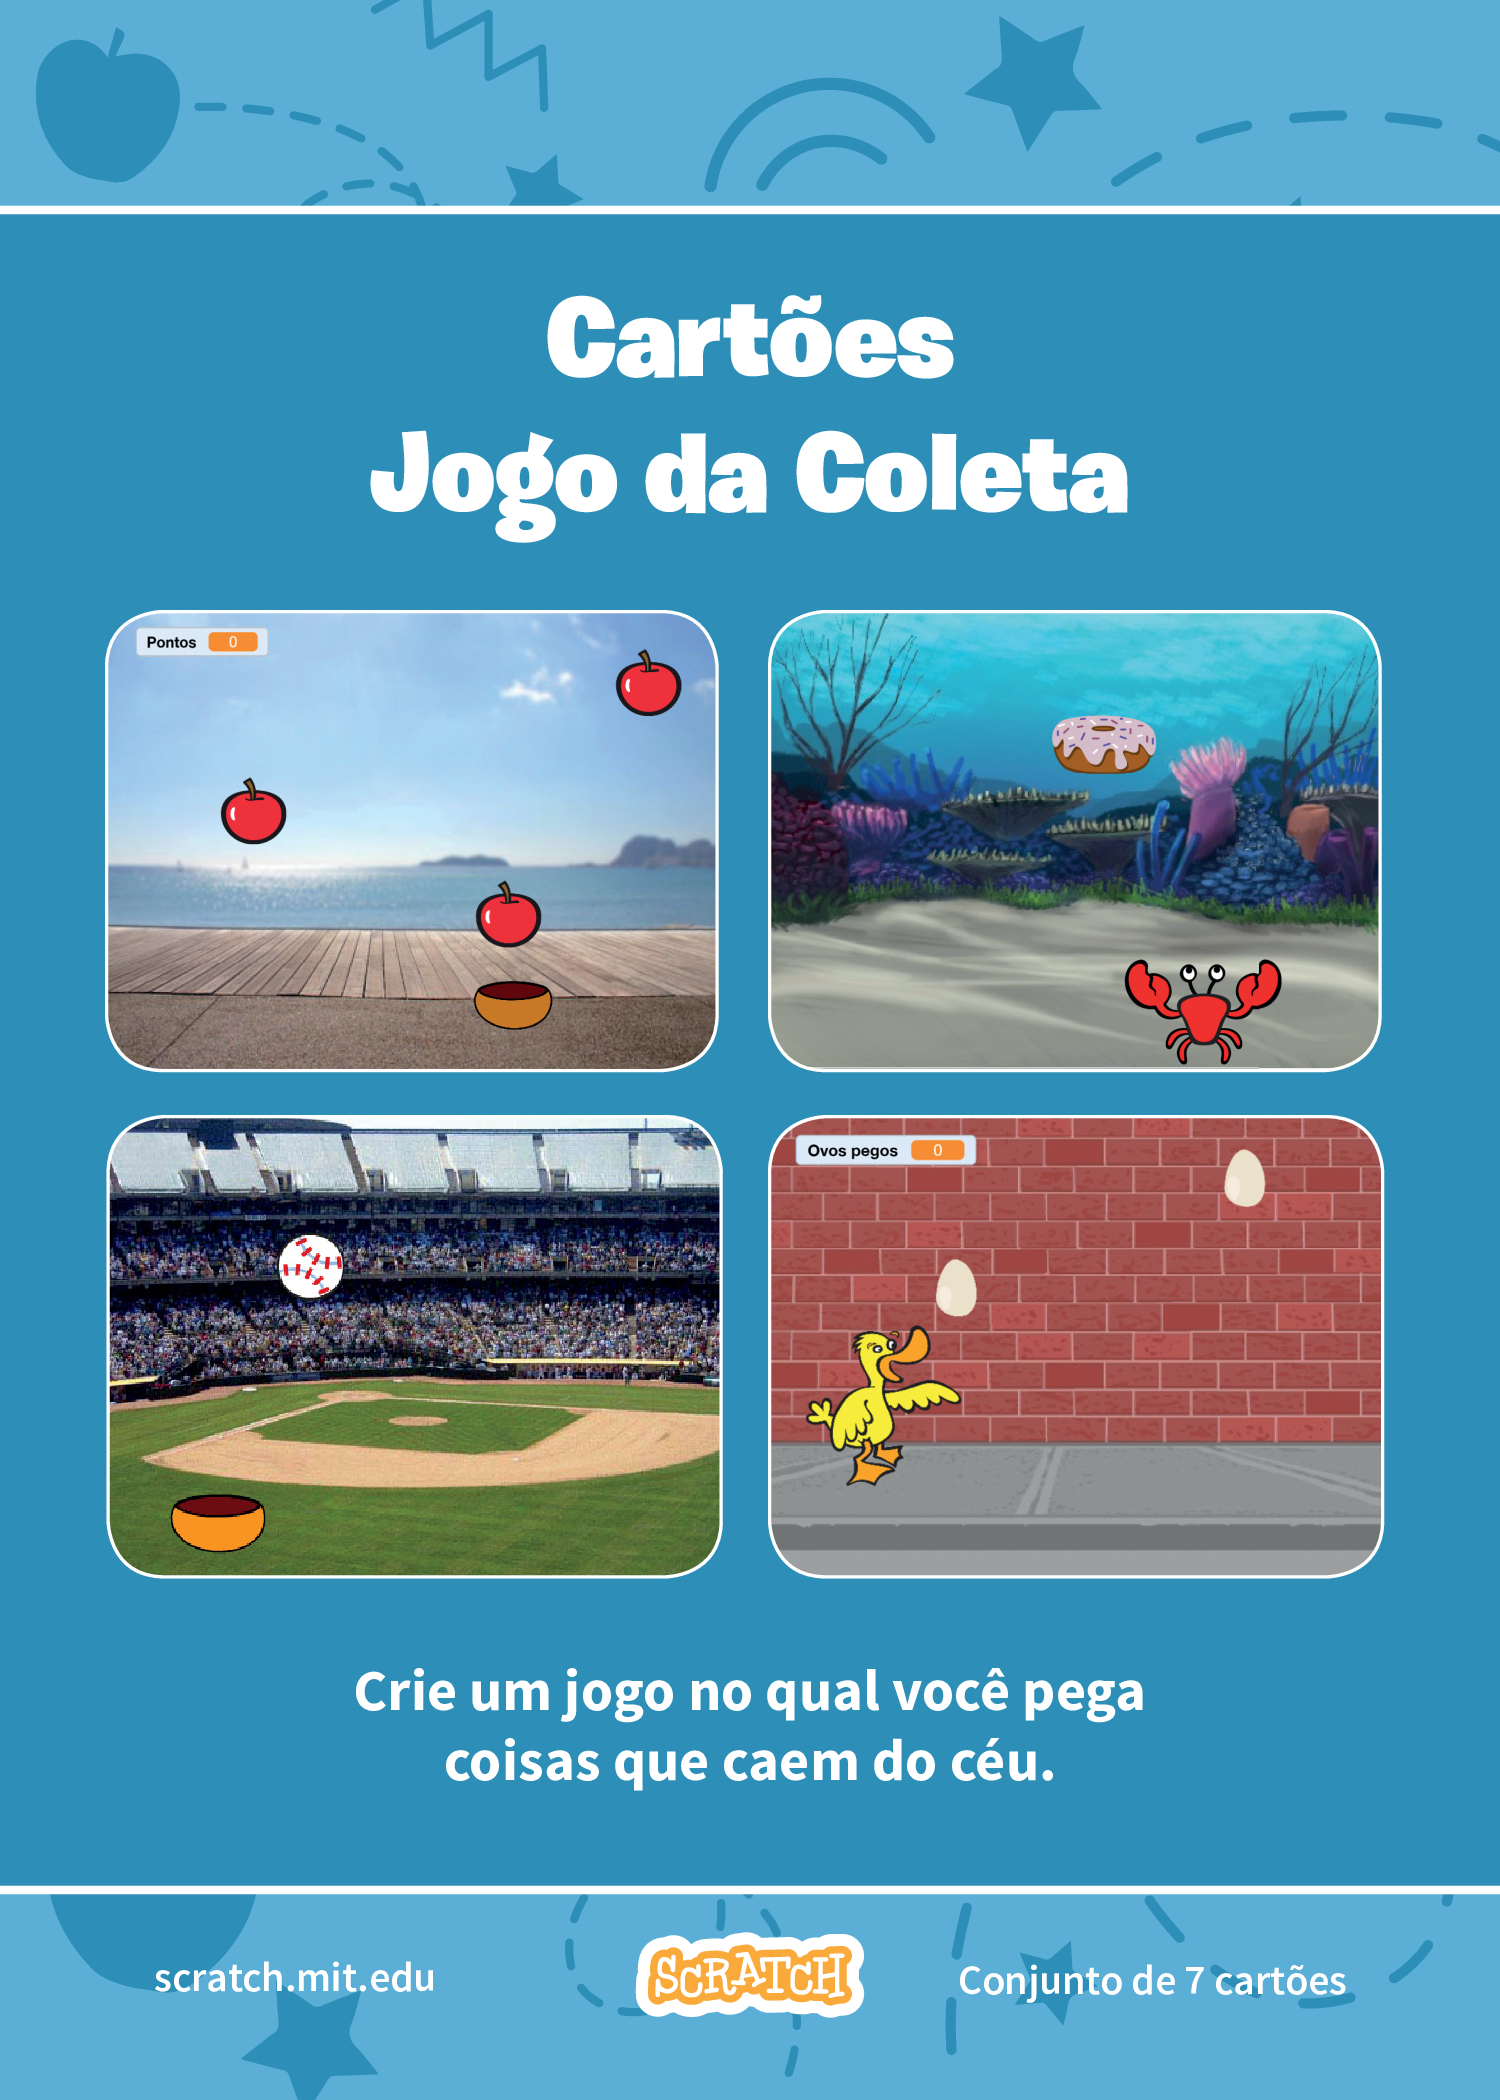 Cartões
Jogo da Coleta
Pontos 0
Ovos pegos 0
Crie um jogo no qual você pega
coisas que caem do céu.
scratch.mit.edu
SCRATCH
Conjunto de 7 cartões